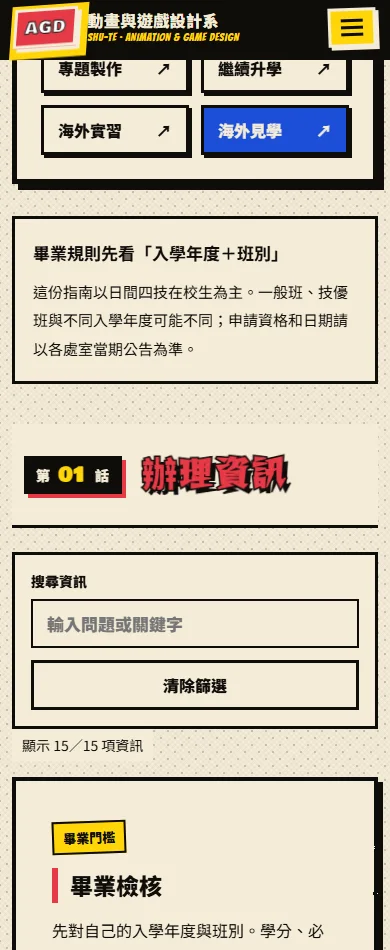 AGD
動畫與遊戲設計系
SHU-TE · ANIMATION & GAME DESIGN
專題製作 ↗
繼續升學 ↗
海外實習 ↗
海外見學 ↗
畢業規則先看「入學年度＋班別」
這份指南以日間四技在校生為主。一般班、技優
班與不同入學年度可能不同；申請資格和日期請
以各處室當期公告為準。
第 01 話
辦理資訊
搜尋資訊
輸入問題或關鍵字
清除篩選
顯示 15／15 項資訊
畢業門檻
畢業檢核
先對自己的入學年度與班別。學分、必